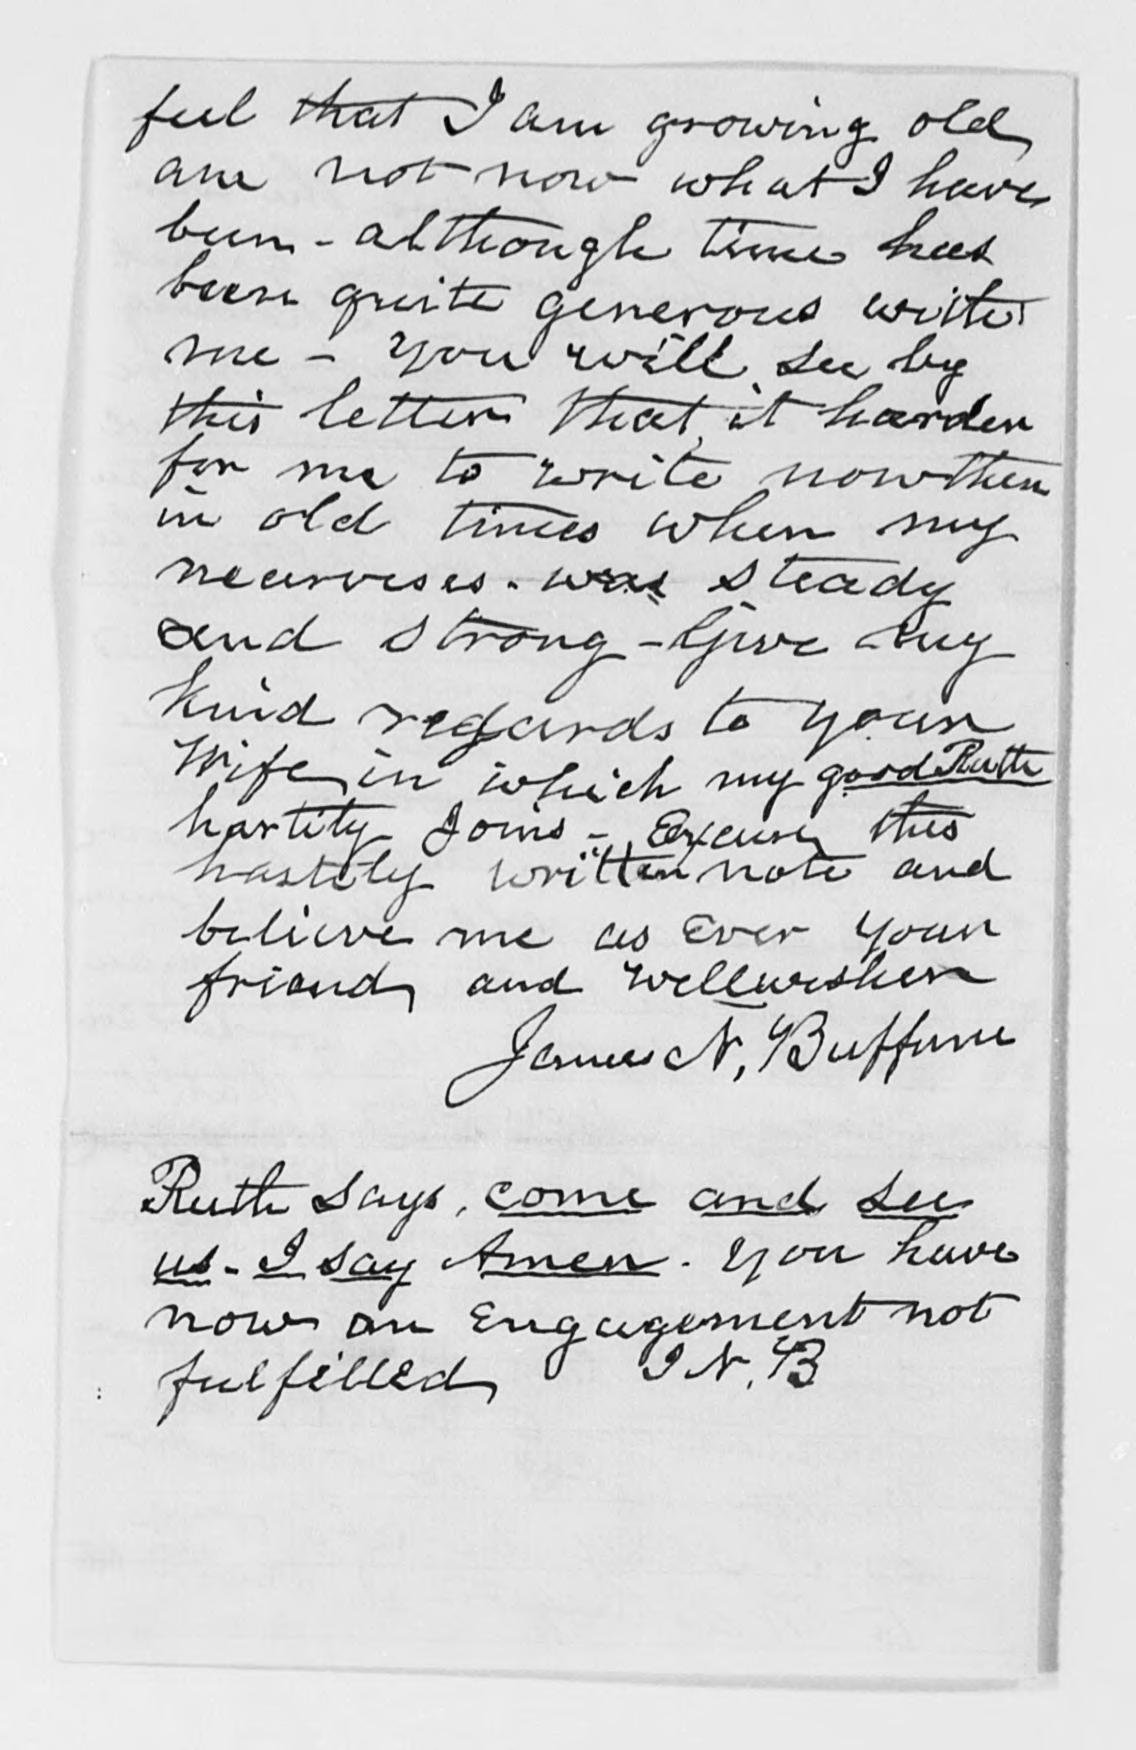 feel that I am growing old
am not now what I have
been - although time has
been quite generous with
me - You will see by
this letter that it harder
for me to write now then
in old times when my
nearveses. was steady
and strong - Give my
kind regards to your
Wife, in which my good Ruth
hartity Joins - Excuse this
hastely written note and
believe me as Ever your
friend, and wellwisher
James N, Buffum
Ruth says, come and see
us - I say Amen. You have
now an Engagement not
fulfilled, J N, B